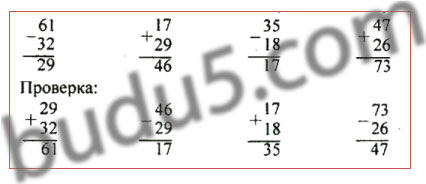 61 17 35 47
- + - +
32 29 18 26
29 46 17 73
Проверка:
29 46 17 73
+ - + -
32 29 18 26
61 17 35 47
budu5.com